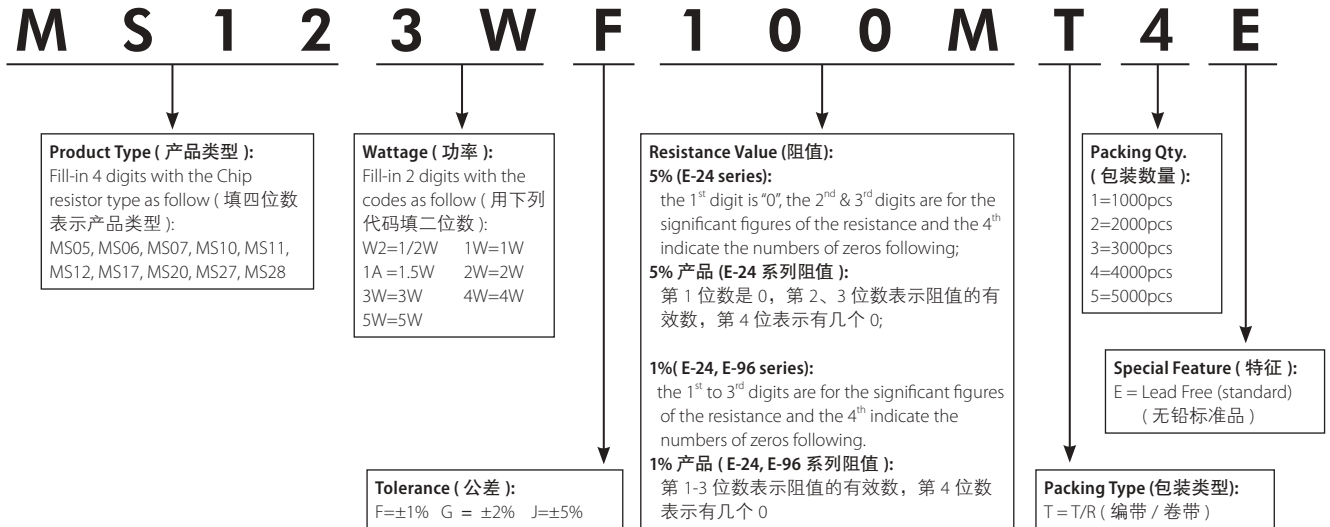 M S 1 2 3 W F 1 0 0 M T 4 E
Product Type ( 产品类型 ):
Fill-in 4 digits with the Chip
resistor type as follow ( 填四位数
表示产品类型 ):
MS05, MS06, MS07, MS10, MS11,
MS12, MS17, MS20, MS27, MS28
Wattage ( 功率 ):
Fill-in 2 digits with the
codes as follow ( 用下列
代码填二位数 ):
W2=1/2W 1W=1W
1A =1.5W 2W=2W
3W=3W 4W=4W
5W=5W
Tolerance ( 公差 ):
F=±1% G = ±2% J=±5%
Resistance Value (阻值):
5% (E-24 series):
the 1st digit is "0", the 2nd & 3rd digits are for the
significant figures of the resistance and the 4th
indicate the numbers of zeros following;
5% 产品 (E-24 系列阻值 ):
第 1 位数是 0，第 2、3 位数表示阻值的有
效数，第 4 位表示有几个 0;
1%( E-24, E-96 series):
the 1st to 3rd digits are for the significant figures
of the resistance and the 4th indicate the
numbers of zeros following.
1% 产品 ( E-24, E-96 系列阻值 ):
第 1-3 位数表示阻值的有效数，第 4 位数
表示有几个 0
Packing Qty.
( 包装数量 ):
1=1000pcs
2=2000pcs
3=3000pcs
4=4000pcs
5=5000pcs
Special Feature ( 特征 ):
E = Lead Free (standard)
( 无铅标准品 )
Packing Type (包装类型):
T = T/R ( 编带 / 卷带 )